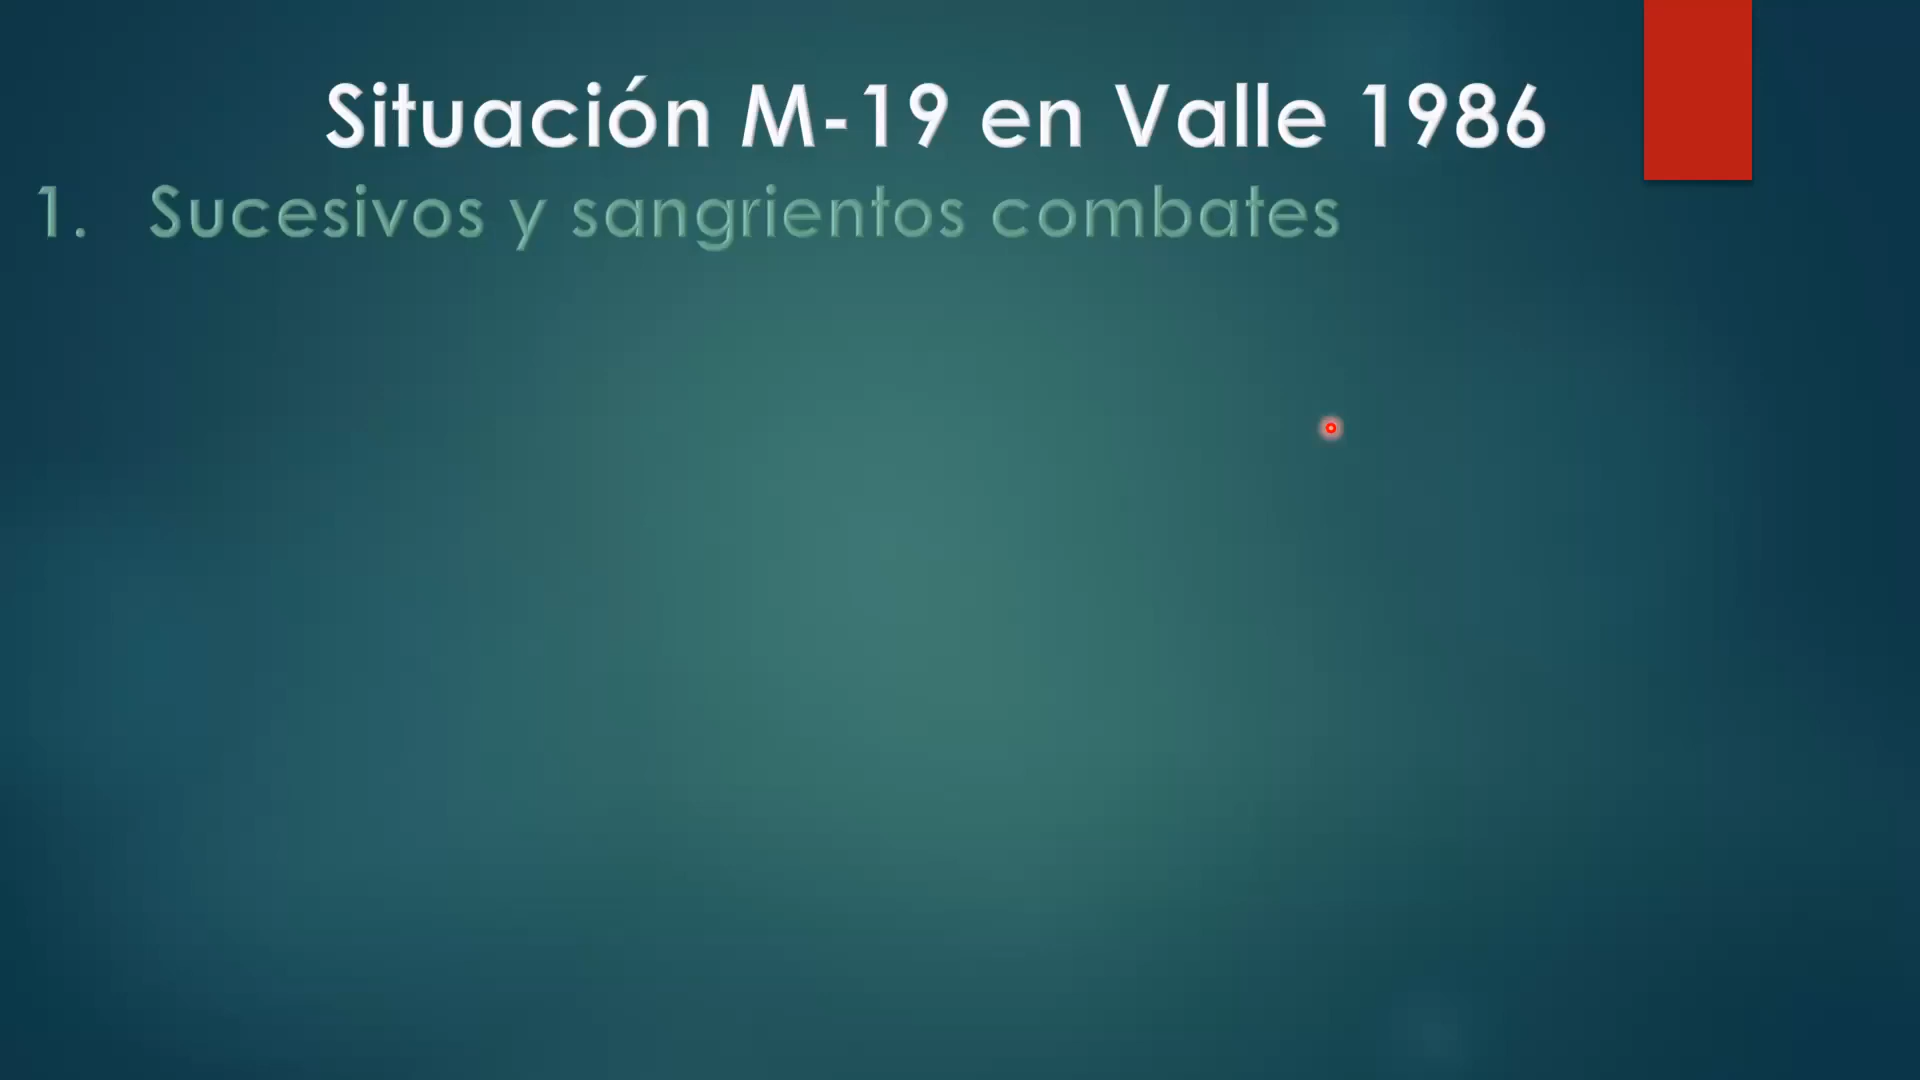 Situación M-19 en Valle 1986
1. Sucesivos y sangrientos combates